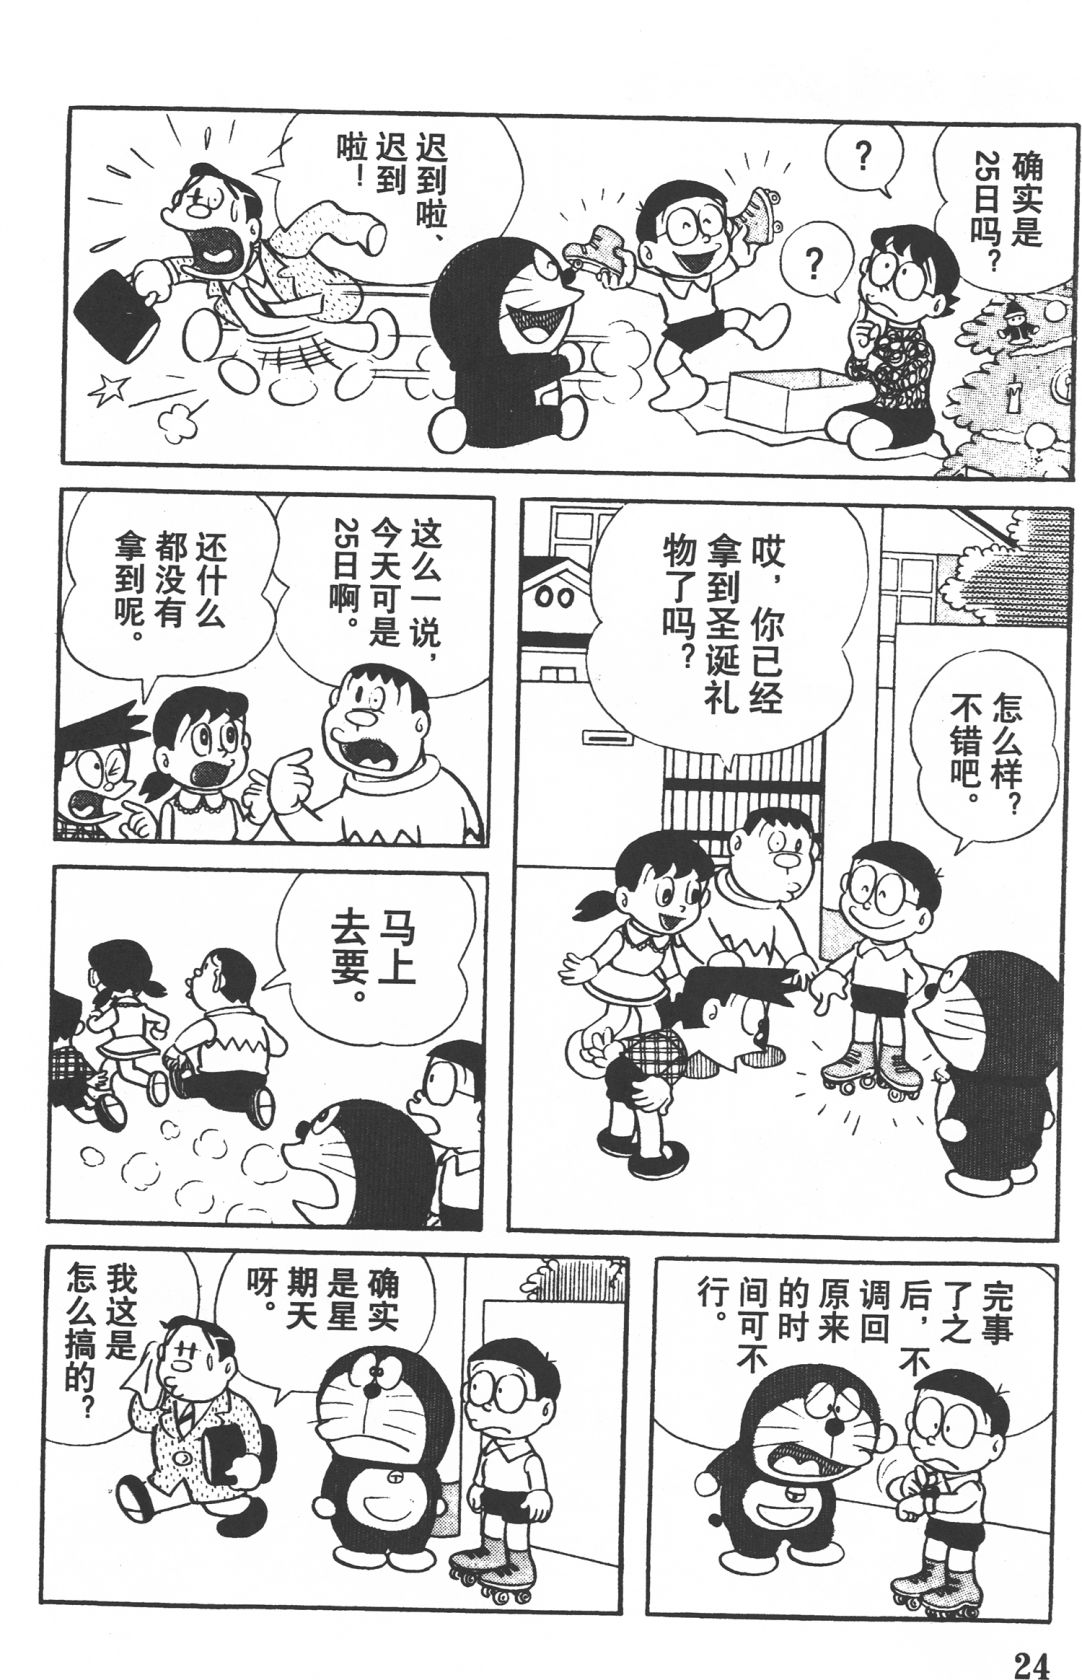 确实是
25日吗？
？
？
迟到啦、
迟到
啦！
怎么样？
不错吧。
哎，你已经
拿到圣诞礼
物了吗？
这么一说，
今天可是
25日啊。
还什么
都没有
拿到呢。
马上
去要。
完事
了之
后，不
调回
原来
的时
间可不
行。
确实
是星
期天
呀。
我这是
怎么搞的？
24